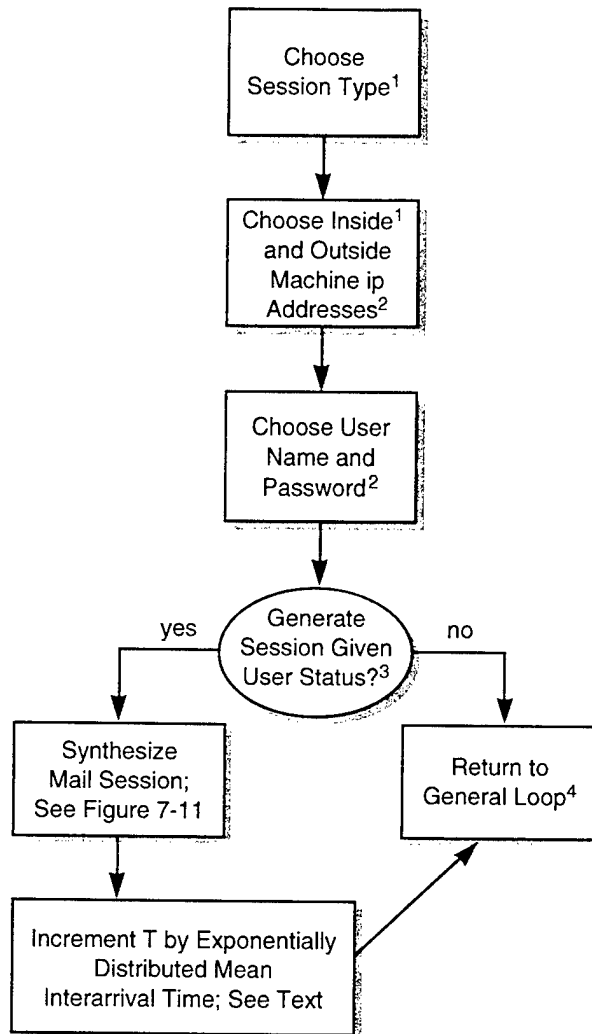 Choose
Session Type¹
Choose Inside¹
and Outside
Machine ip
Addresses²
Choose User
Name and
Password²
Generate
Session Given
User Status?³
yes
no
Synthesize
Mail Session;
See Figure 7-11
Return to
General Loop⁴
Increment T by Exponentially
Distributed Mean
Interarrival Time; See Text